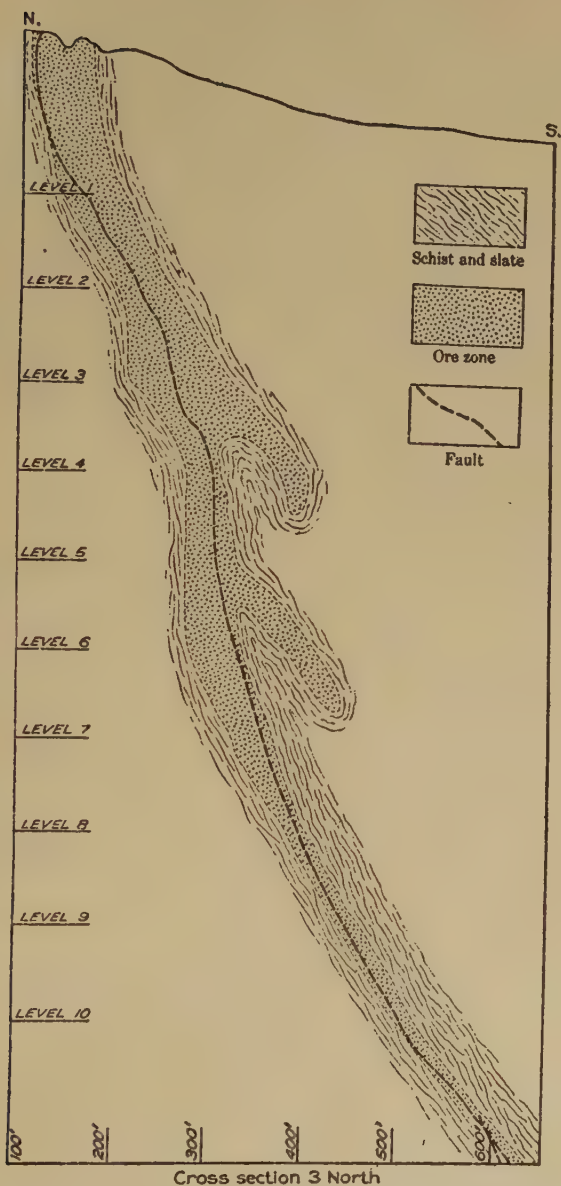 N.
S.
LEVEL 1
Schist and slate
LEVEL 2
Ore zone
LEVEL 3
Fault
LEVEL 4
LEVEL 5
LEVEL 6
LEVEL 7
LEVEL 8
LEVEL 9
LEVEL 10
100' 200' 300' 400' 500' 600'
Cross section 3 North